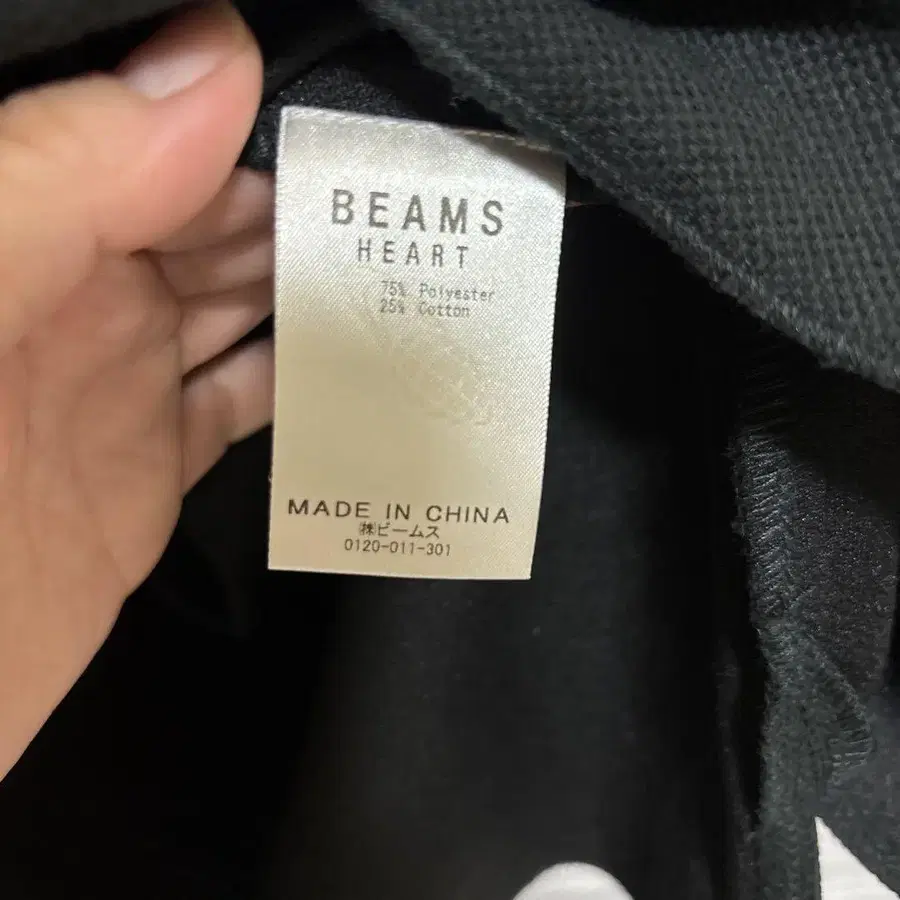 BEAMS
HEART
75% Polyester
25% Cotton
MADE IN CHINA
㈱ビームス
0120-011-301